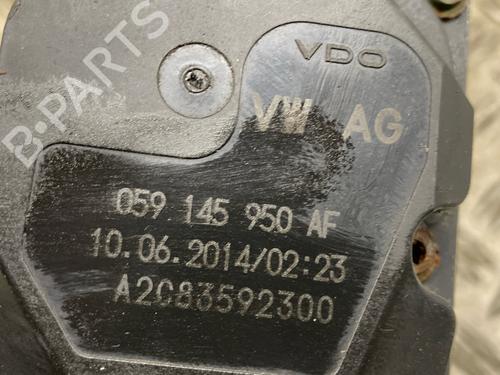 VDO
VW AG
059 145 950 AF
10.06.2014/02:23
A2C83592300
B-PARTS